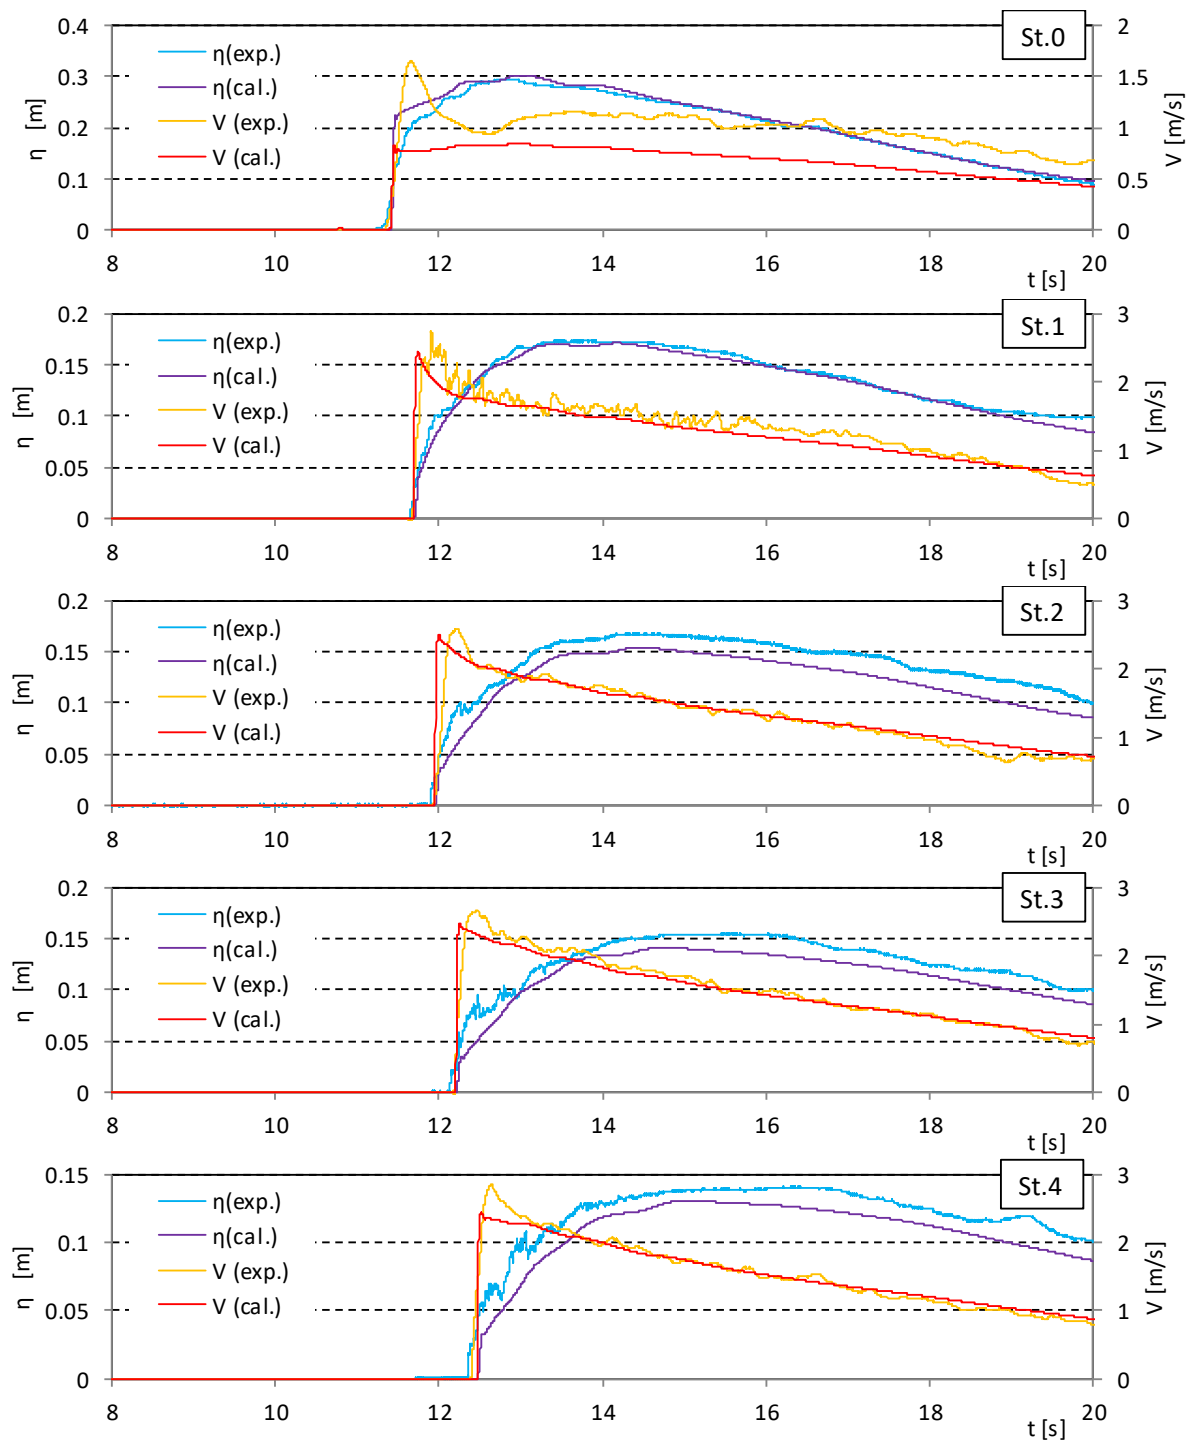 0.4 2 St.0
η(exp.)
0.3 1.5
η(cal.)
V (exp.)
η [m] 0.2 1 V [m/s]
V (cal.)
0.1 0.5
0 0
8 10 12 14 16 18 20
t [s]
0.2 3 St.1
η(exp.)
0.15
η(cal.)
2
V (exp.)
η [m] 0.1 V [m/s]
V (cal.)
1
0.05
0 0
8 10 12 14 16 18 20
t [s]
0.2 3 St.2
η(exp.)
0.15
η(cal.)
2
V (exp.)
η [m] 0.1 V [m/s]
V (cal.)
1
0.05
0 0
8 10 12 14 16 18 20
t [s]
0.2 3 St.3
η(exp.)
0.15
η(cal.)
2
V (exp.)
η [m] 0.1 V [m/s]
V (cal.)
1
0.05
0 0
8 10 12 14 16 18 20
t [s]
0.15 3 St.4
η(exp.)
η(cal.)
0.1 2
V (exp.)
η [m] V [m/s]
V (cal.)
0.05 1
0 0
8 10 12 14 16 18 20
t [s]